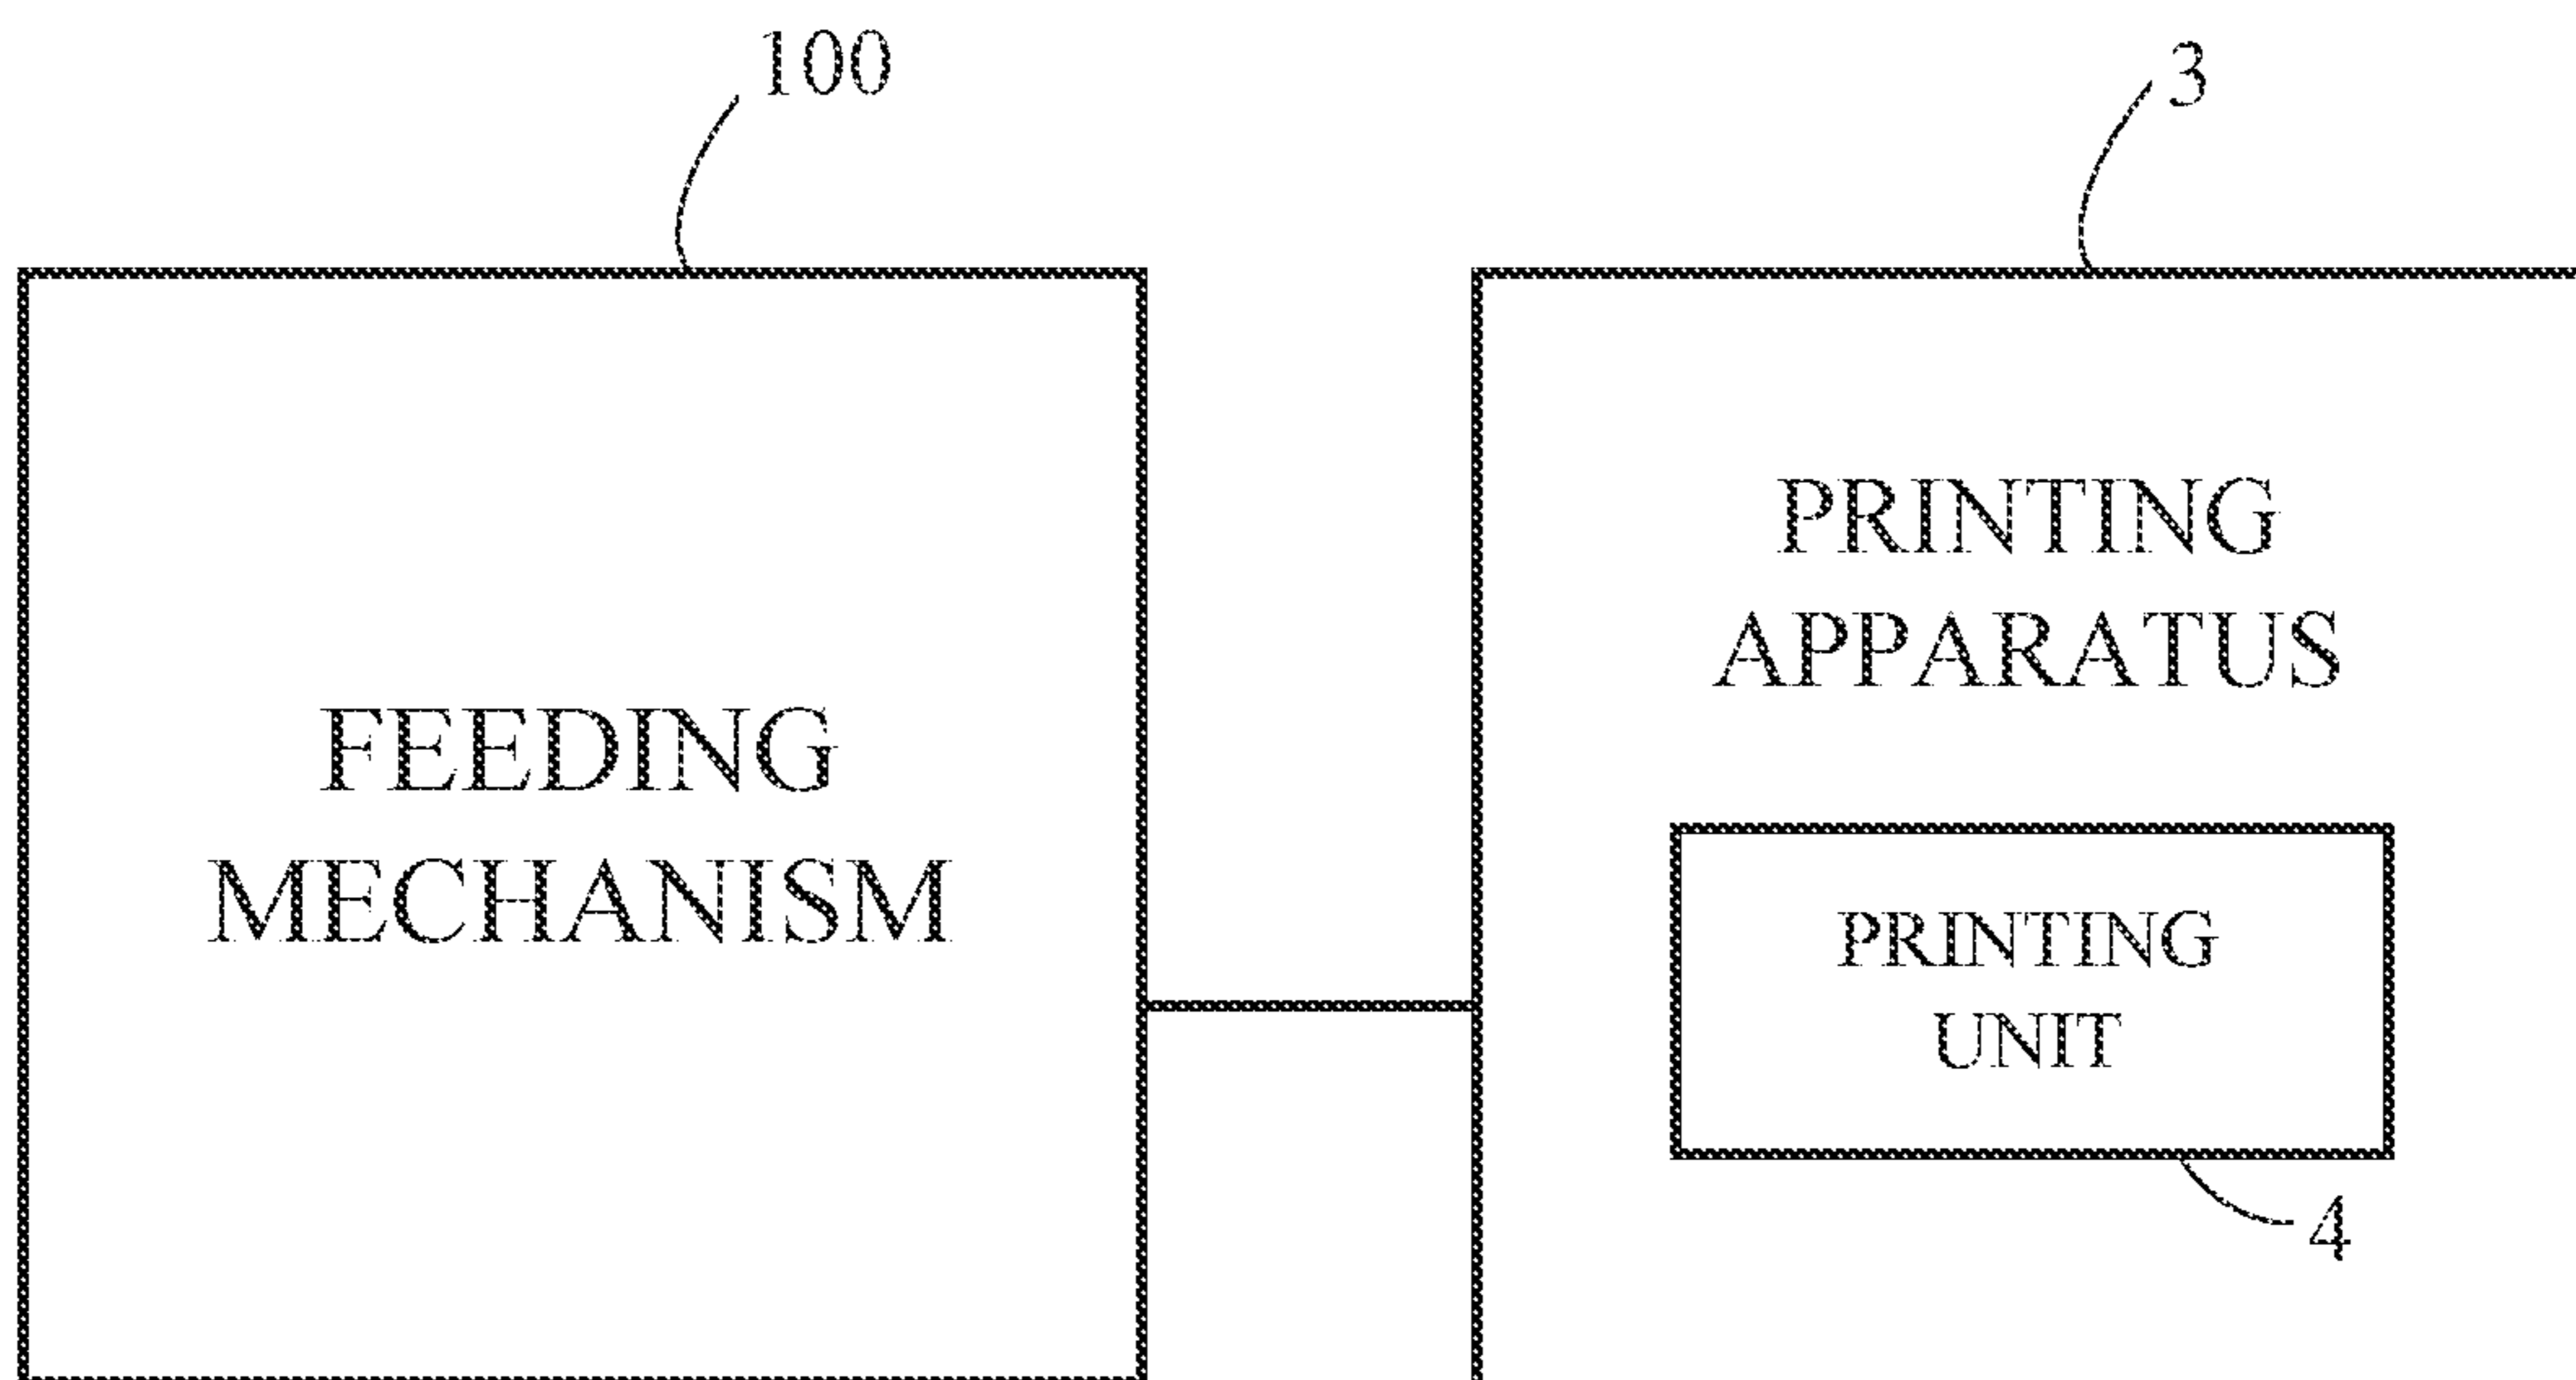 100
3
FEEDING
MECHANISM
PRINTING
APPARATUS
PRINTING
UNIT
4